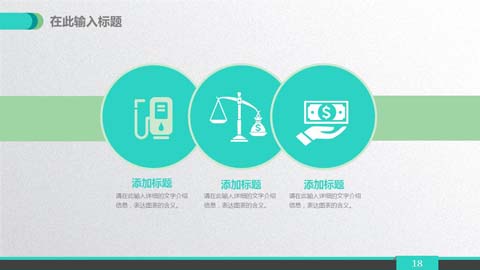 在此输入标题
添加标题
请在此输入详细的文字介绍
信息，表达图表的含义。
添加标题
请在此输入详细的文字介绍
信息，表达图表的含义。
添加标题
请在此输入详细的文字介绍
信息，表达图表的含义。
18